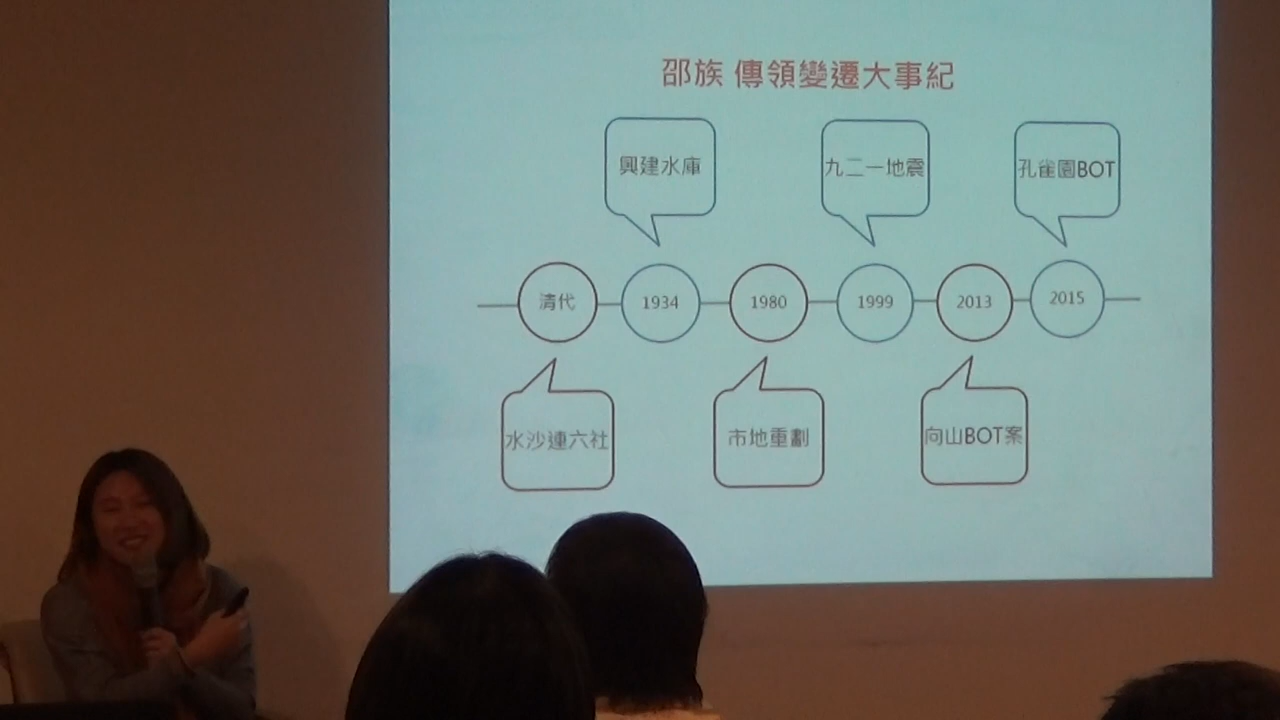 邵族 傳領變遷大事紀
興建水庫
九二一地震
孔雀園BOT
清代
1934
1980
1999
2013
2015
水沙連六社
市地重劃
向山BOT案